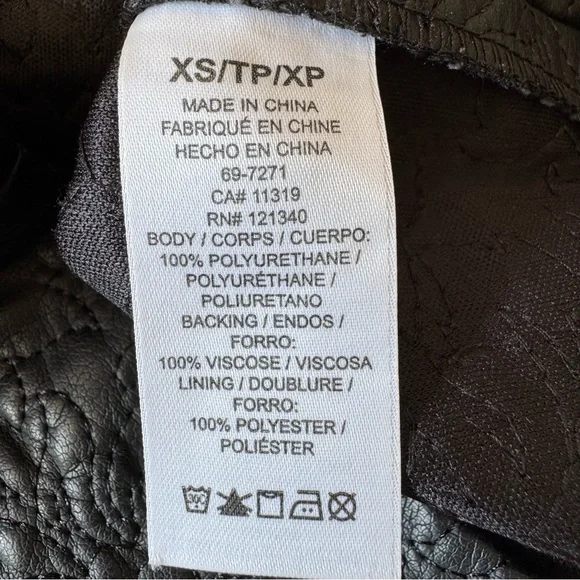 XS/TP/XP
MADE IN CHINA
FABRIQUÉ EN CHINE
HECHO EN CHINA
69-7271
CA# 11319
RN# 121340
BODY / CORPS / CUERPO:
100% POLYURETHANE /
POLYURÉTHANE /
POLIURETANO
BACKING / ENDOS /
FORRO:
100% VISCOSE / VISCOSA
LINING / DOUBLURE /
FORRO:
100% POLYESTER /
POLIÉSTER
30C